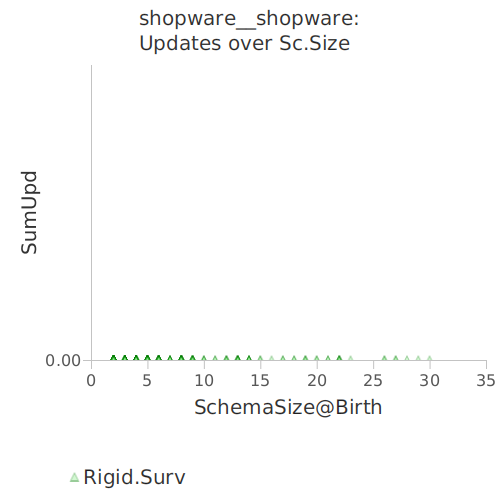 shopware__shopware:
Updates over Sc.Size
SumUpd
0.00
0 5 10 15 20 25 30 35
SchemaSize@Birth
Rigid.Surv